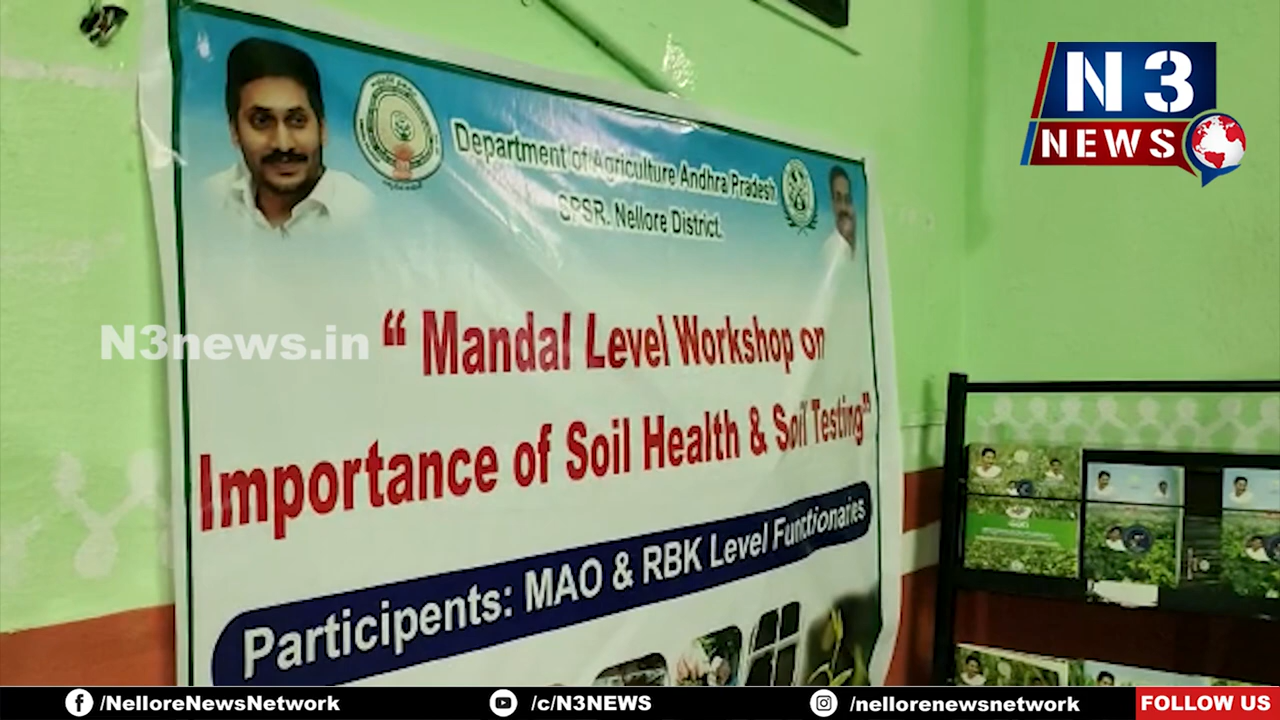 N3
NEWS
Department of Agriculture Andhra Pradesh
SPSR. Nellore District.
N3news.in
“ Mandal Level Workshop on
Importance of Soil Health & Soil Testing”
Participents: MAO & RBK Level Functionaries
/NelloreNewsNetwork
/c/N3NEWS
/nellorenewsnetwork
FOLLOW US